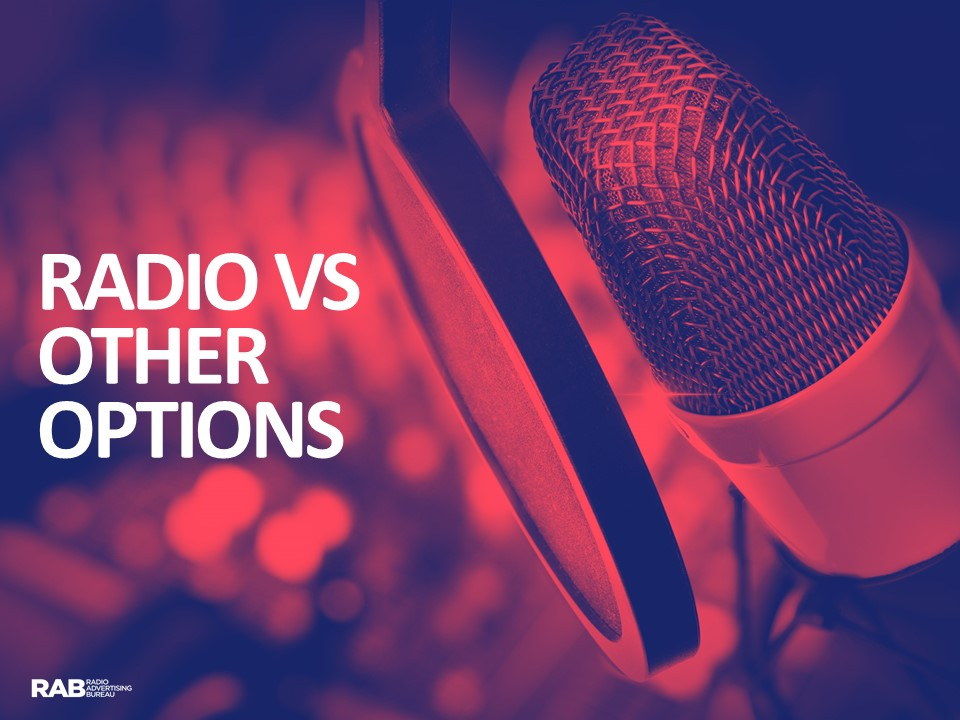 RADIO VS
OTHER
OPTIONS
RAB RADIO
ADVERTISING
BUREAU